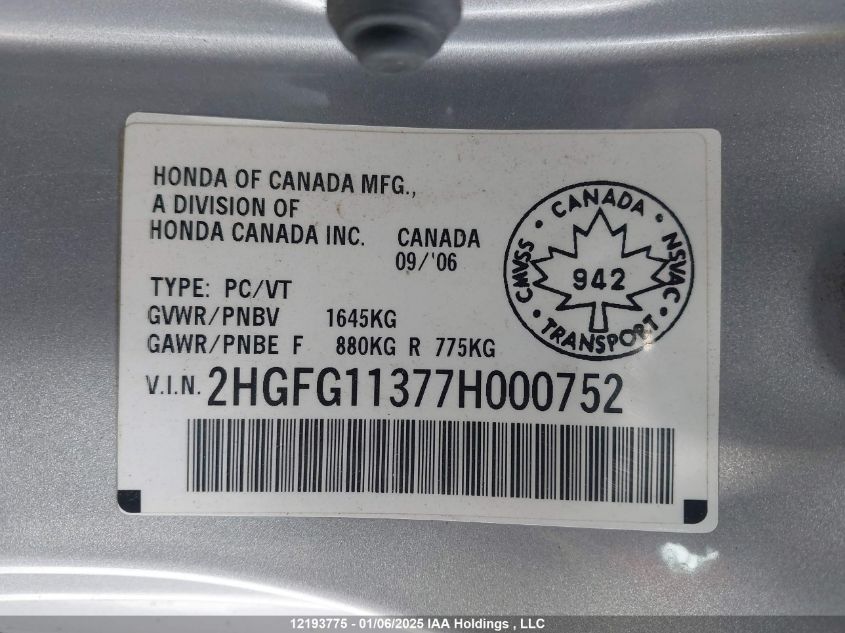 HONDA OF CANADA MFG.,
A DIVISION OF
HONDA CANADA INC. CANADA
09/'06
TYPE: PC/VT
GVWR/PNBV 1645KG
GAWR/PNBE F 880KG R 775KG
V.I.N. 2HGFG11377H000752
CANADA
CMVSS
NSVAC
942
TRANSPORT
12193775 - 01/06/2025 IAA Holdings , LLC